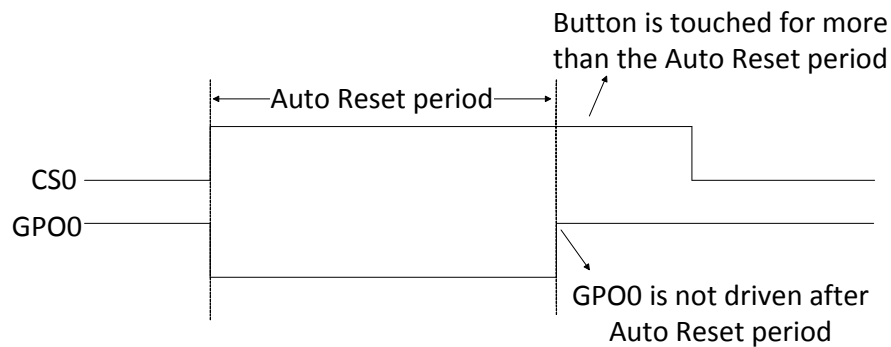 Button is touched for more
than the Auto Reset period
Auto Reset period
CS0
GPO0
GPO0 is not driven after
Auto Reset period